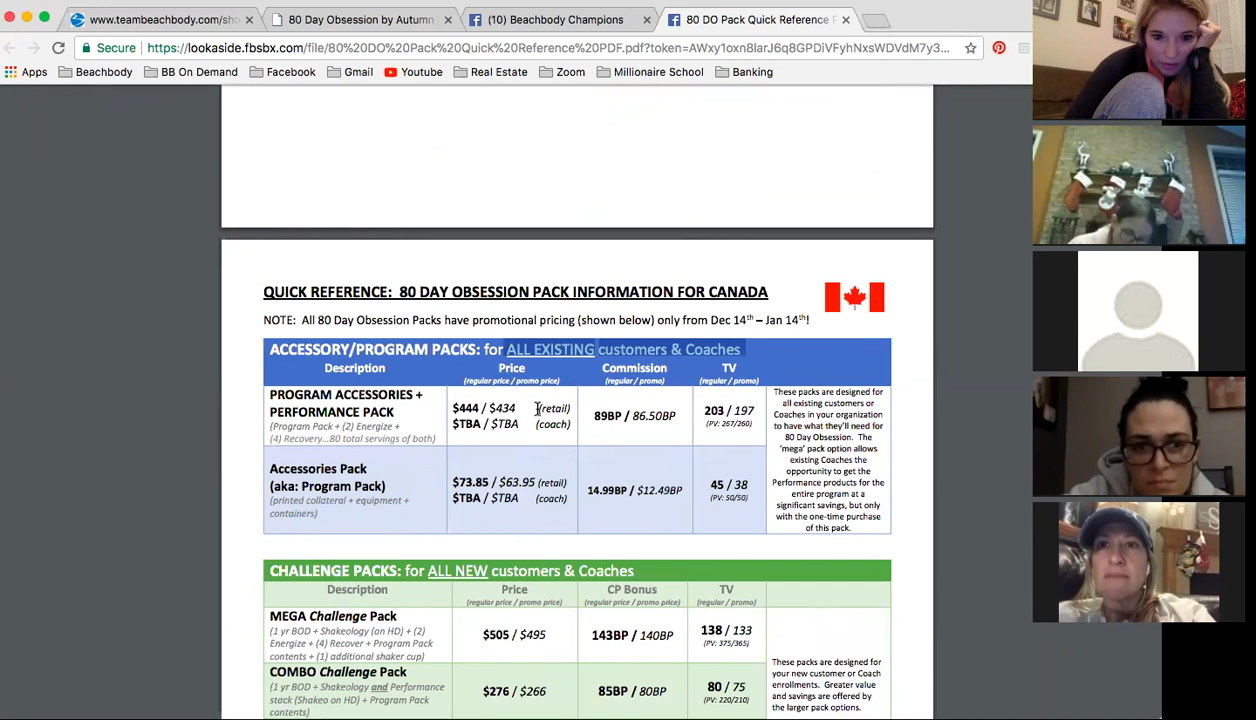 www.teambeachbody.com/sho
80 Day Obsession by Autumn
(10) Beachbody Champions
80 DO Pack Quick Reference P
Secure
https://lookaside.fbsbx.com/file/80%20DO%20Pack%20Quick%20Reference%20PDF.pdf?token=AWxy1oxn8IarJ6q8GPDiVFyhNxsWDVdM7y3...
Apps
Beachbody
BB On Demand
Facebook
Gmail
Youtube
Real Estate
Zoom
Millionaire School
Banking
QUICK REFERENCE: 80 DAY OBSESSION PACK INFORMATION FOR CANADA
NOTE: All 80 Day Obsession Packs have promotional pricing (shown below) only from Dec 14th – Jan 14th!
ACCESSORY/PROGRAM PACKS: for ALL EXISTING customers & Coaches
Description
Price
(regular price / promo price)
Commission
(regular / promo)
TV
(regular / promo)
PROGRAM ACCESSORIES +
PERFORMANCE PACK
(Program Pack + (2) Energize +
(4) Recovery...80 total servings of both)
$444 / $434 (retail)
$TBA / $TBA (coach)
89BP / 86.50BP
203 / 197
(PV: 267/260)
Accessories Pack
(aka: Program Pack)
(printed collateral + equipment +
containers)
$73.85 / $63.95 (retail)
$TBA / $TBA (coach)
14.99BP / $12.49BP
45 / 38
(PV: 50/50)
These packs are designed for
all existing customers or
Coaches in your organization
to have what they'll need for
80 Day Obsession. The
'mega' pack option allows
existing Coaches the
opportunity to get the
Performance products for the
entire program at a
significant savings, but only
with the one-time purchase
of this pack.
CHALLENGE PACKS: for ALL NEW customers & Coaches
Description
Price
(regular price / promo price)
CP Bonus
(regular price / promo price)
TV
(regular / promo)
MEGA Challenge Pack
(1 yr BOD + Shakeology (on HD) + (2)
Energize + (4) Recover + Program Pack
contents + (1) additional shaker cup)
$505 / $495
143BP / 140BP
138 / 133
(PV: 375/365)
COMBO Challenge Pack
(1 yr BOD + Shakeology and Performance
stack (Shakeo on HD) + Program Pack
contents)
$276 / $266
85BP / 80BP
80 / 75
(PV: 220/210)
These packs are designed for
your new customer or Coach
enrollments. Greater value
and savings are offered by
the larger pack options.